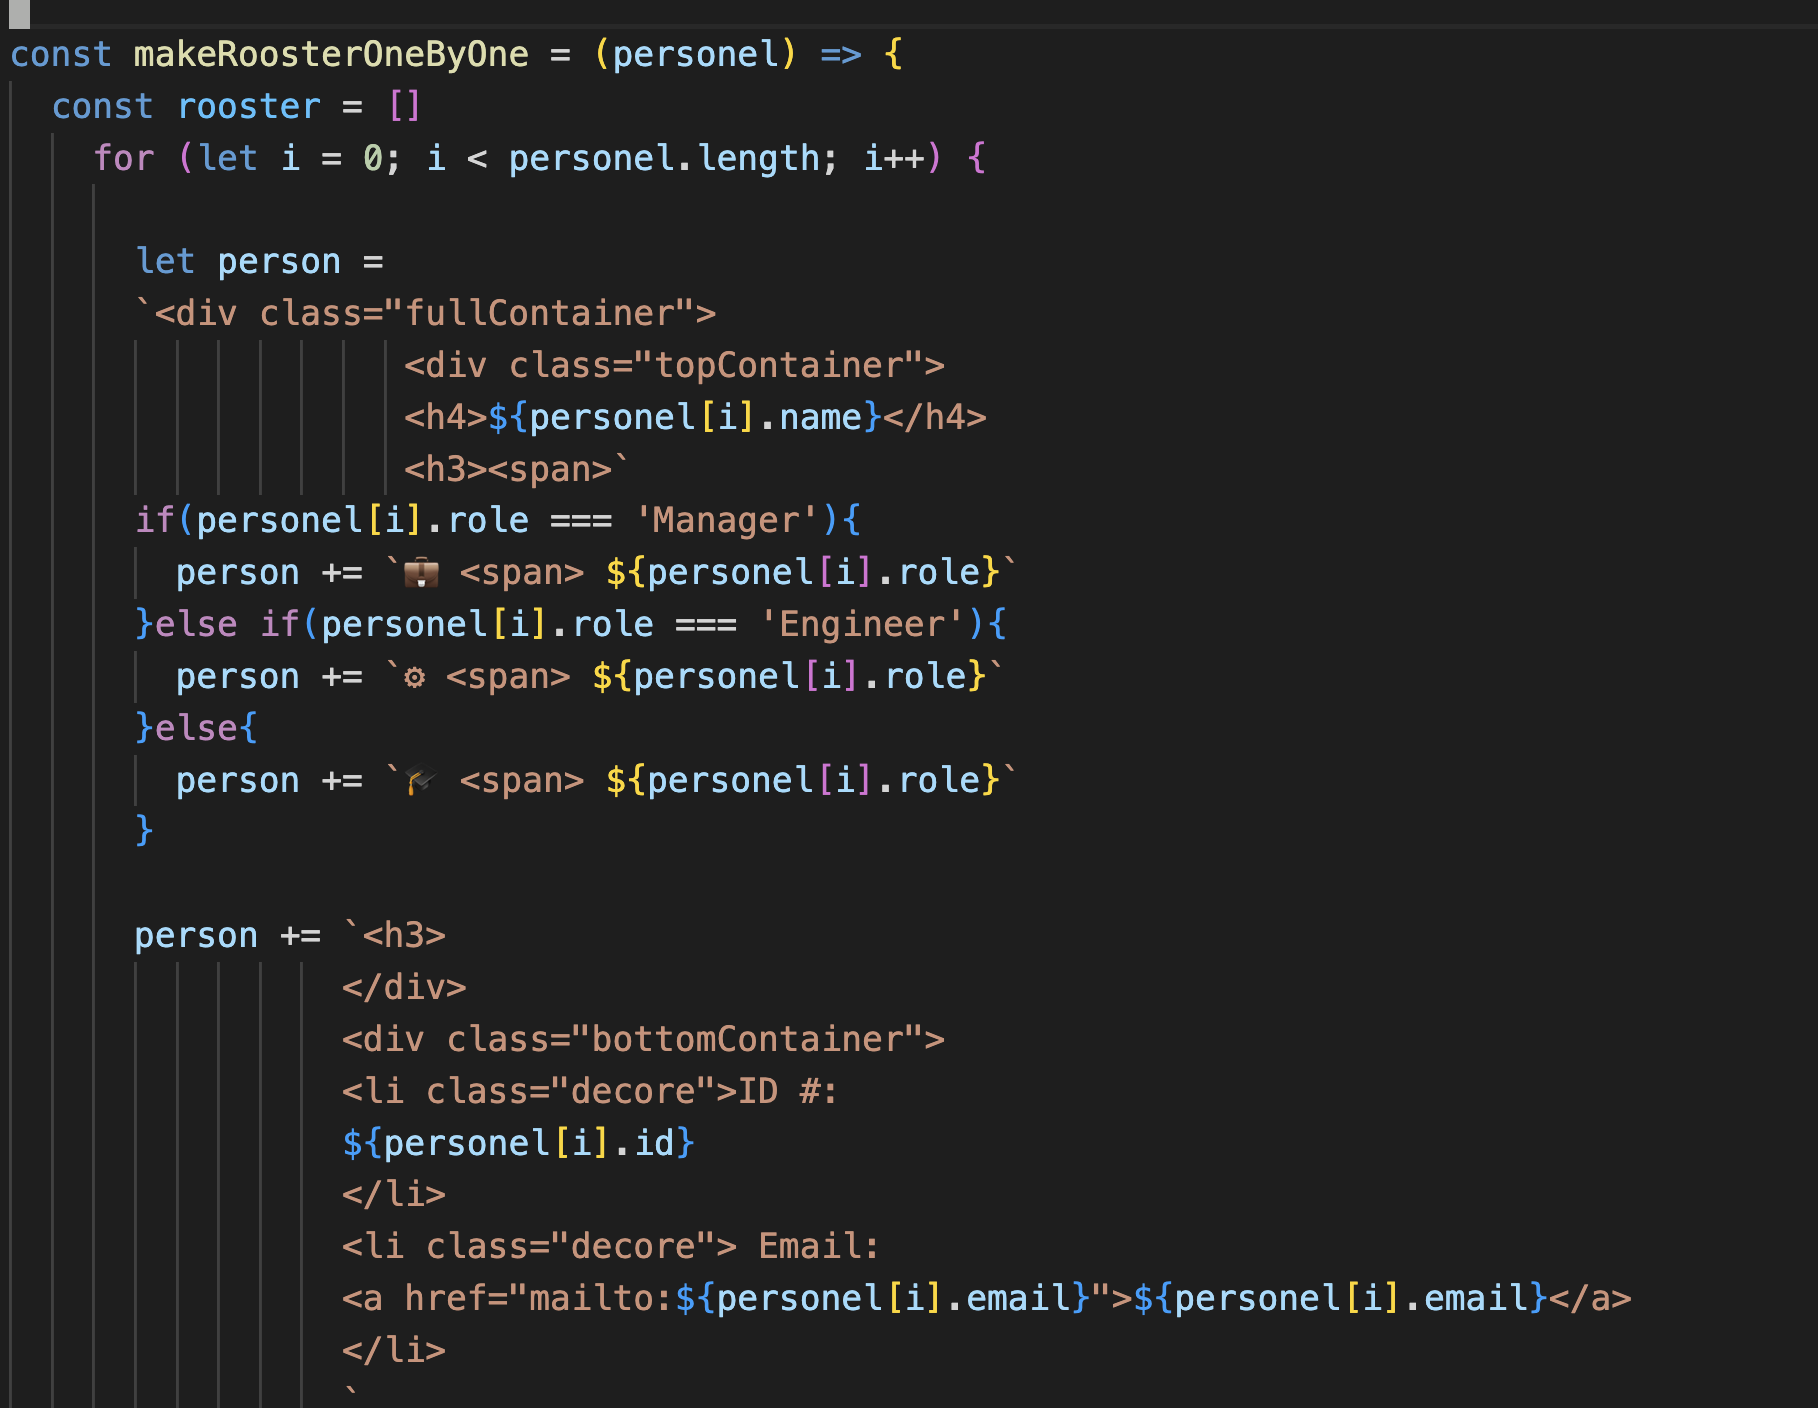 const makeRoosterOneByOne = (personel) => {
  const rooster = []
    for (let i = 0; i < personel.length; i++) {
      let person =
      `<div class="fullContainer">
                   <div class="topContainer">
                   <h4>${personel[i].name}</h4>
                   <h3><span>`
      if(personel[i].role === 'Manager'){
        person += `💼 <span> ${personel[i].role}`
      }else if(personel[i].role === 'Engineer'){
        person += `⚙ <span> ${personel[i].role}`
      }else{
        person += `🎓 <span> ${personel[i].role}`
      }
      person += `<h3>
                </div>
                <div class="bottomContainer">
                <li class="decore">ID #:
                ${personel[i].id}
                </li>
                <li class="decore"> Email:
                <a href="mailto:${personel[i].email}">${personel[i].email}</a>
                </li>
                `